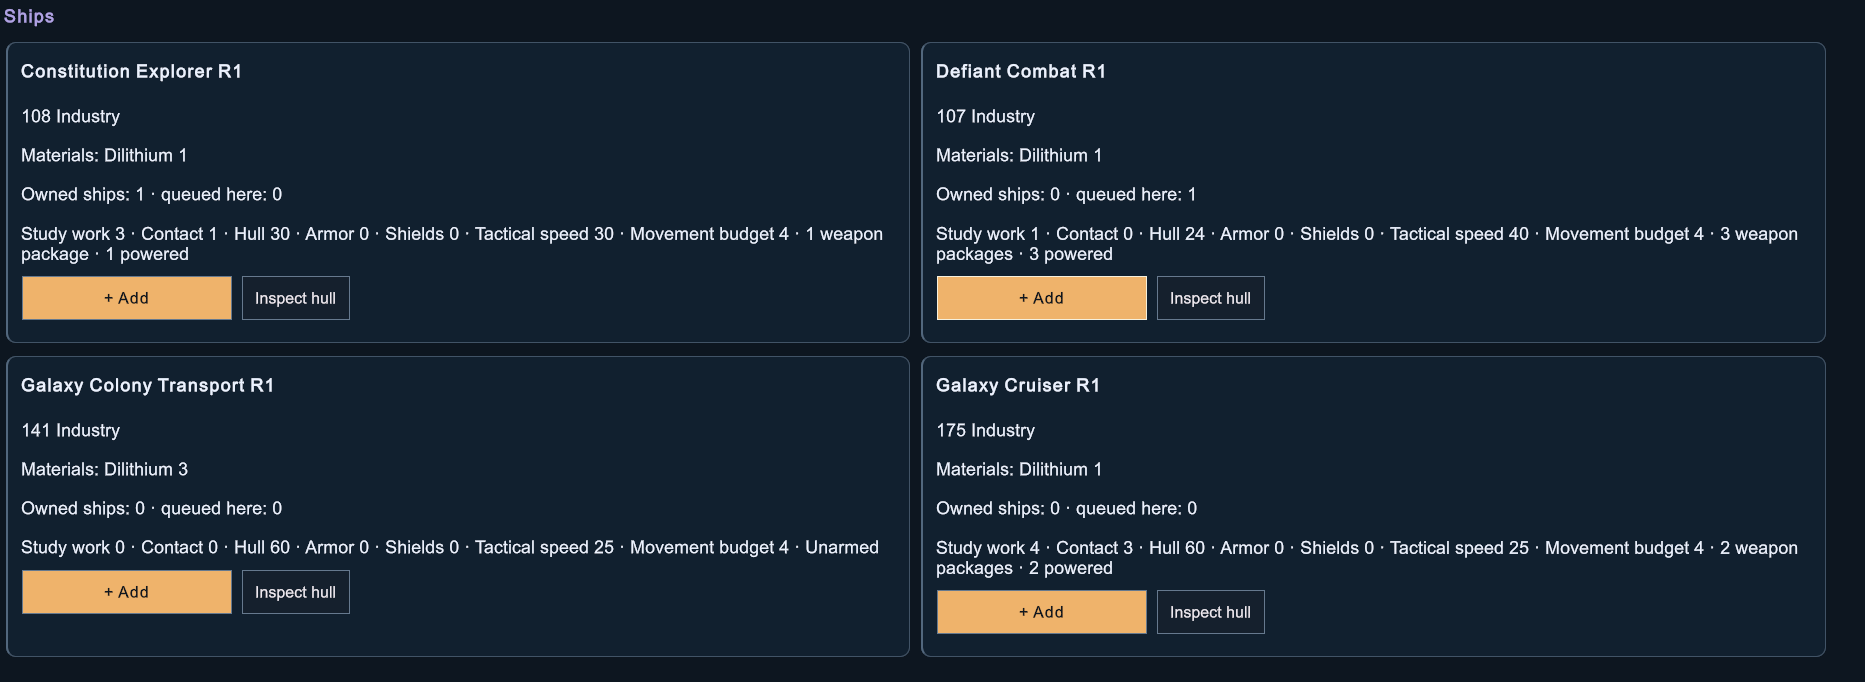 Ships
Constitution Explorer R1
108 Industry
Materials: Dilithium 1
Owned ships: 1 · queued here: 0
Study work 3 · Contact 1 · Hull 30 · Armor 0 · Shields 0 · Tactical speed 30 · Movement budget 4 · 1 weapon
package · 1 powered
+ Add
Inspect hull
Defiant Combat R1
107 Industry
Materials: Dilithium 1
Owned ships: 0 · queued here: 1
Study work 1 · Contact 0 · Hull 24 · Armor 0 · Shields 0 · Tactical speed 40 · Movement budget 4 · 3 weapon
packages · 3 powered
+ Add
Inspect hull
Galaxy Colony Transport R1
141 Industry
Materials: Dilithium 3
Owned ships: 0 · queued here: 0
Study work 0 · Contact 0 · Hull 60 · Armor 0 · Shields 0 · Tactical speed 25 · Movement budget 4 · Unarmed
+ Add
Inspect hull
Galaxy Cruiser R1
175 Industry
Materials: Dilithium 1
Owned ships: 0 · queued here: 0
Study work 4 · Contact 3 · Hull 60 · Armor 0 · Shields 0 · Tactical speed 25 · Movement budget 4 · 2 weapon
packages · 2 powered
+ Add
Inspect hull